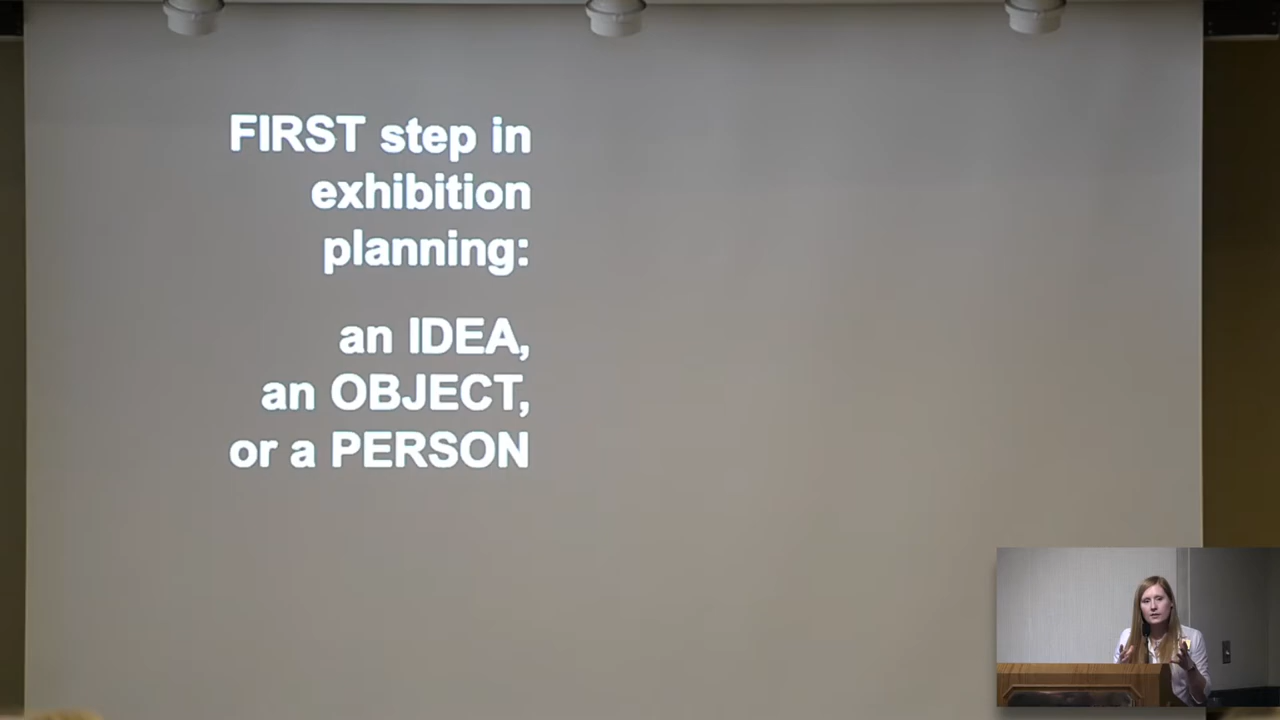 FIRST step in
exhibition
planning:
an IDEA,
an OBJECT,
or a PERSON